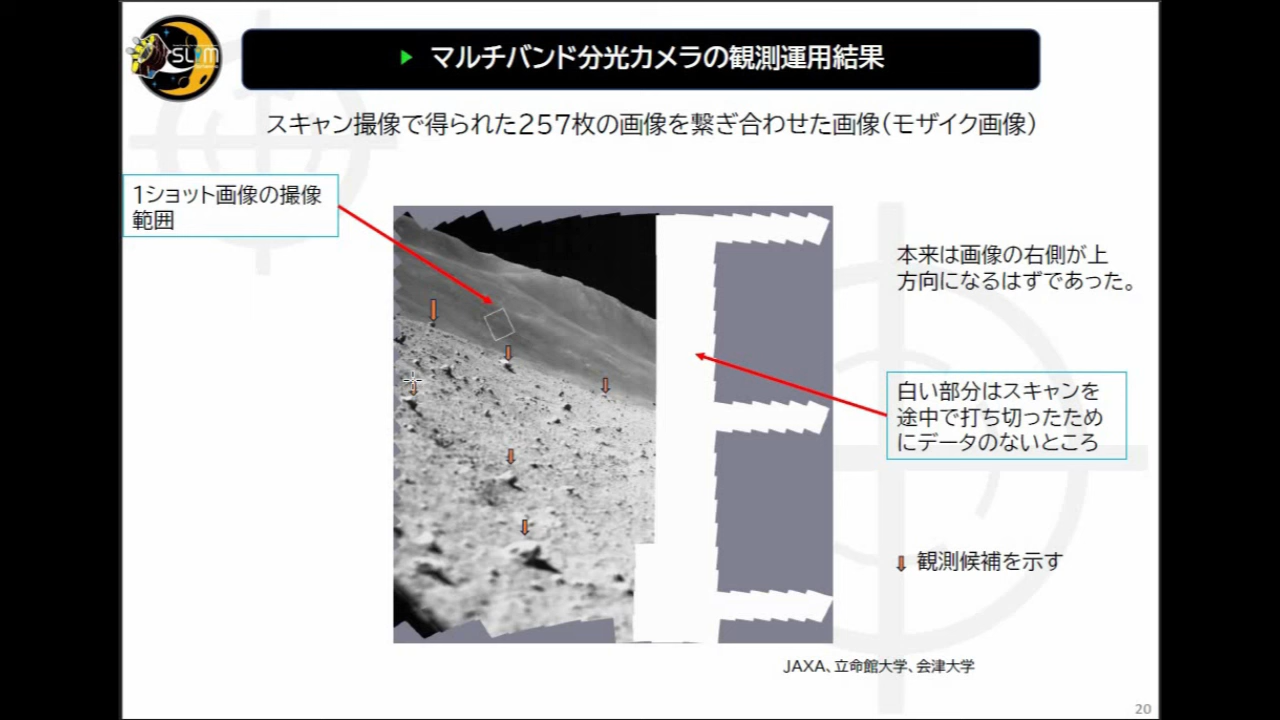 SLIM
マルチバンド分光カメラの観測運用結果
スキャン撮像で得られた257枚の画像を繋ぎ合わせた画像(モザイク画像)
1ショット画像の撮像
範囲
本来は画像の右側が上
方向になるはずであった。
白い部分はスキャンを
途中で打ち切ったため
にデータのないところ
観測候補を示す
JAXA、立命館大学、会津大学
20